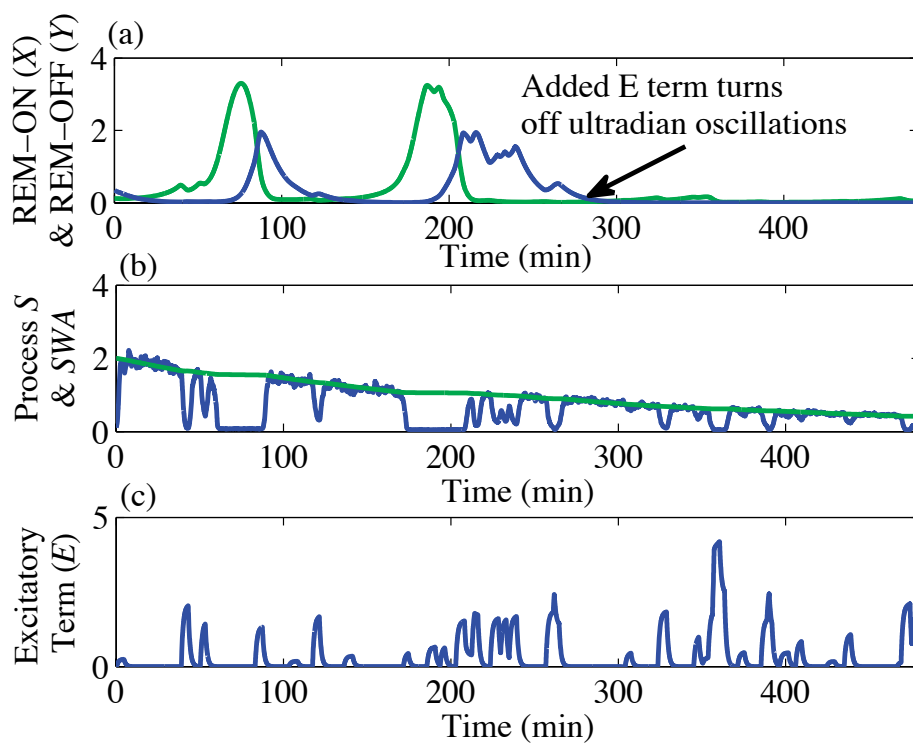 (a)
REM–ON (X)
& REM–OFF (Y)
4
2
0
Added E term turns
off ultradian oscillations
0 100 200 300 400
Time (min)
(b)
Process S
& SWA
4
2
0
0 100 200 300 400
Time (min)
(c)
Excitatory
Term (E)
5
0
0 100 200 300 400
Time (min)